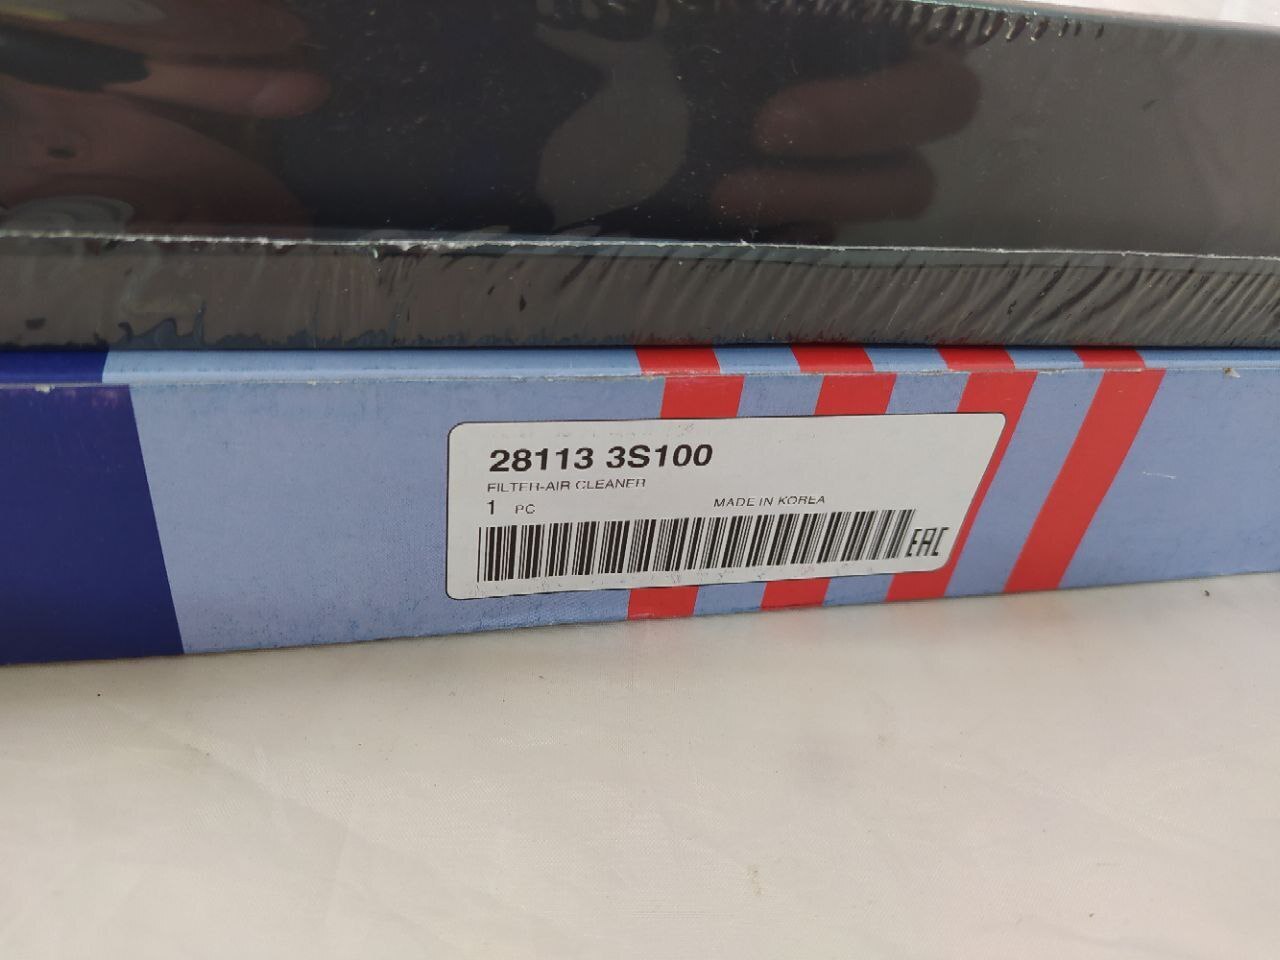 28113 3S100
FILTER-AIR CLEANER
1 PC
MADE IN KOREA
EAC